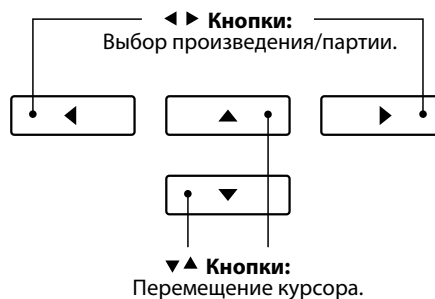 ◀ ▶ Кнопки:
Выбор произведения/партии.
▼▲ Кнопки:
Перемещение курсора.